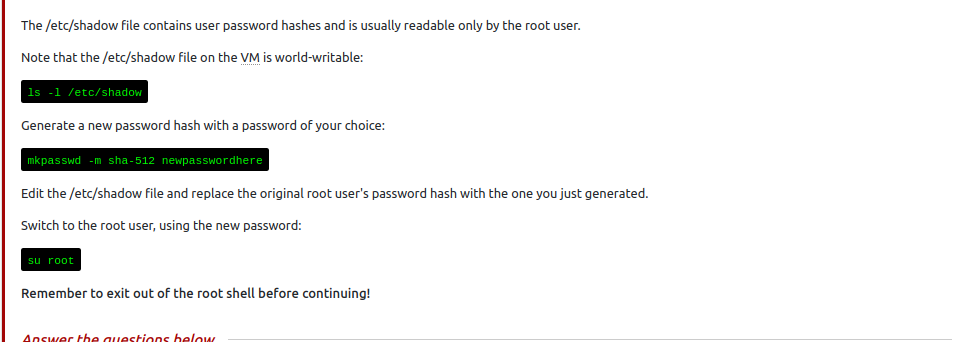 The /etc/shadow file contains user password hashes and is usually readable only by the root user.
Note that the /etc/shadow file on the VM is world-writable:
ls -l /etc/shadow
Generate a new password hash with a password of your choice:
mkpasswd -m sha-512 newpasswordhere
Edit the /etc/shadow file and replace the original root user's password hash with the one you just generated.
Switch to the root user, using the new password:
su root
Remember to exit out of the root shell before continuing!
Answer the questions below